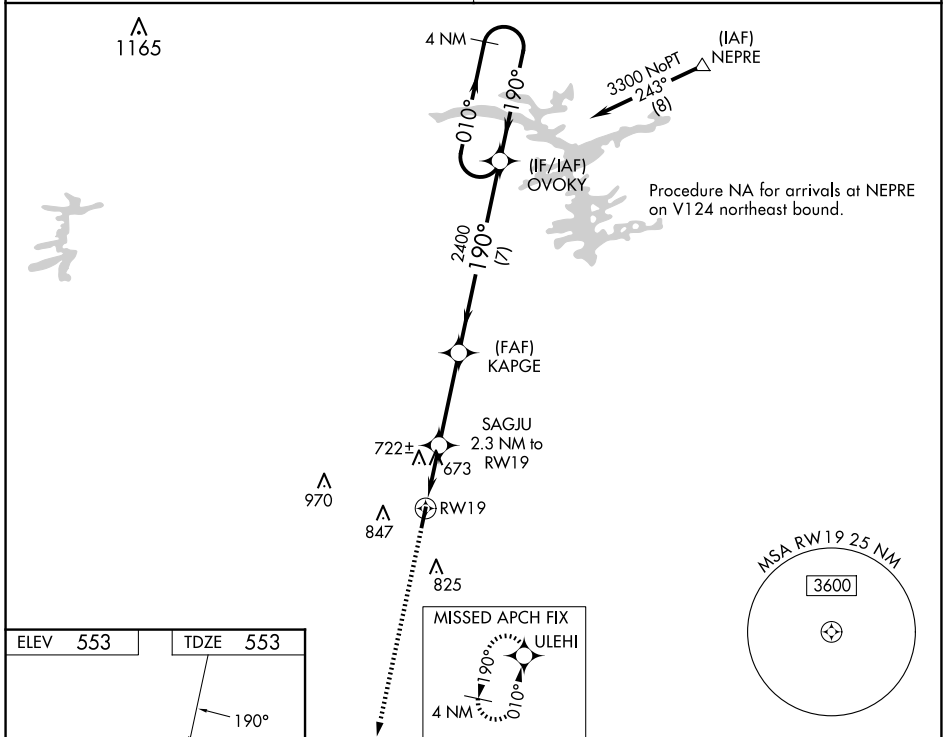 1165
4 NM
(IAF)
NEPRE
3300 NoPT
243°
(8)
010°
190°
(IF/IAF)
OVOKY
Procedure NA for arrivals at NEPRE
on V124 northeast bound.
2400
190°
(7)
(FAF)
KAPGE
SAGJU
2.3 NM to
RW19
722±
673
970
RW19
847
825
MSA RW19 25 NM
3600
MISSED APCH FIX
ULEHI
190°
010°
4 NM
ELEV 553
TDZE 553
190°